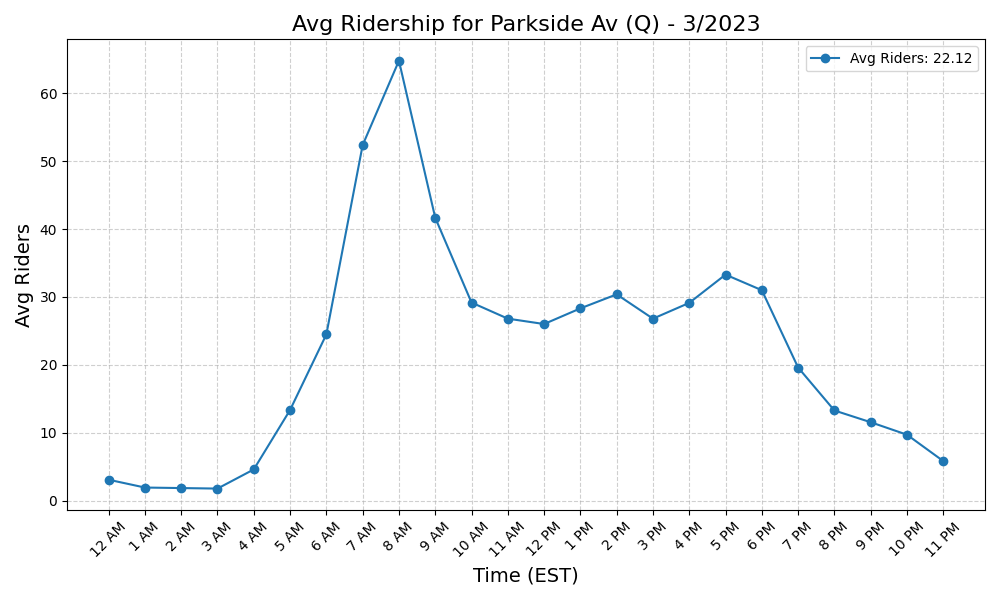 Avg Ridership for Parkside Av (Q) - 3/2023
Avg Riders: 22.12
Avg Riders
60
50
40
30
20
10
0
12 AM
1 AM
2 AM
3 AM
4 AM
5 AM
6 AM
7 AM
8 AM
9 AM
10 AM
11 AM
12 PM
1 PM
2 PM
3 PM
4 PM
5 PM
6 PM
7 PM
8 PM
9 PM
10 PM
11 PM
Time (EST)